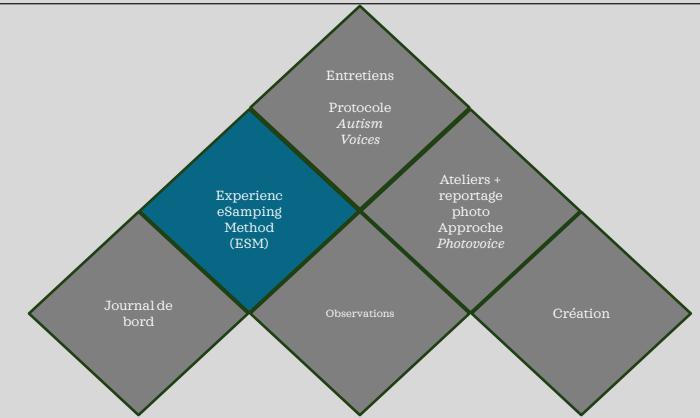 Entretiens
Protocole
Autism
Voices
Experienc
eSamping
Method
(ESM)
Ateliers +
reportage
photo
Approche
Photovoice
Journal de
bord
Observations
Création